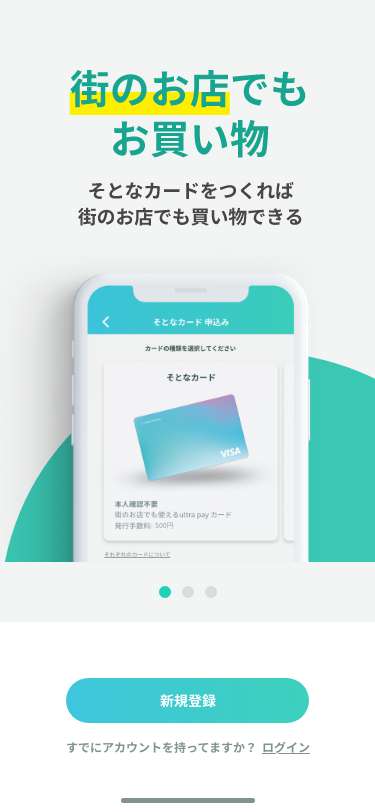 街のお店でも
お買い物
そとなカードをつくれば
街のお店でも買い物できる
そとなカード 申込み
カードの種類を選択してください
そとなカード
VISA
本人確認不要
街のお店でも使えるultra pay カード
発行手数料: 500円
それぞれのカードについて
新規登録
すでにアカウントを持ってますか？ ログイン